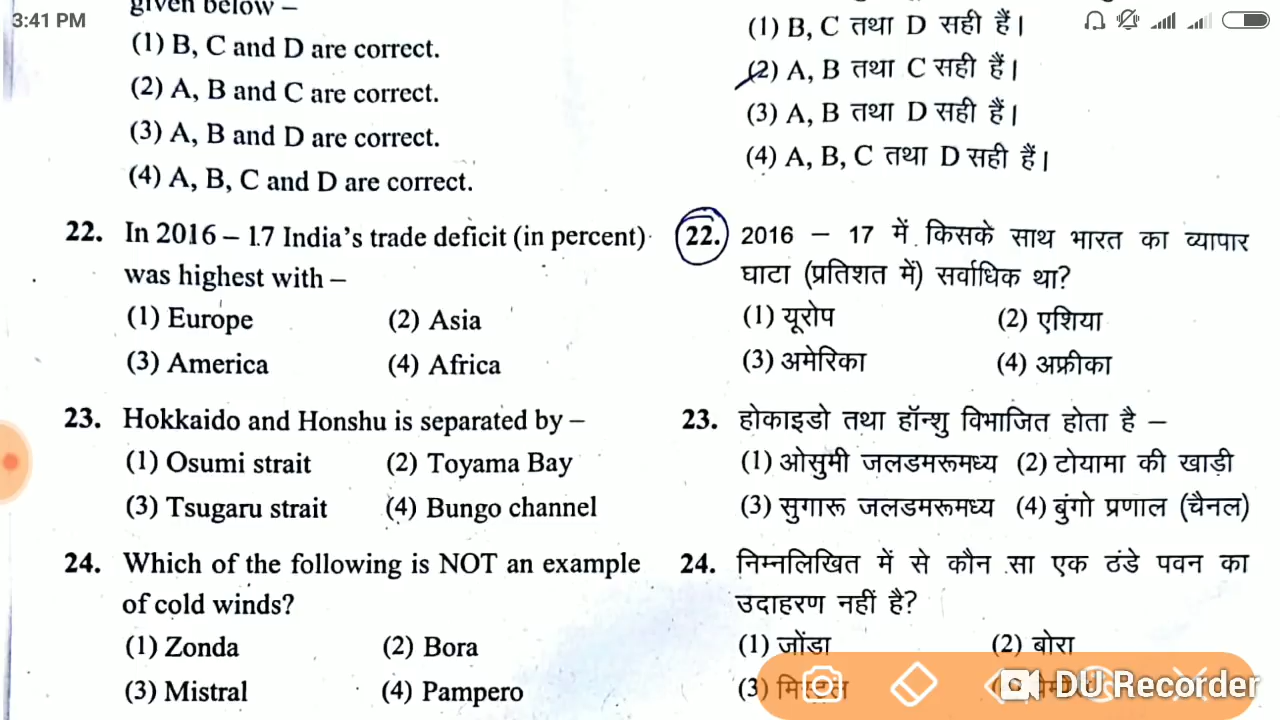 3:41 PM
given below –
(1) B, C and D are correct.
(2) A, B and C are correct.
(3) A, B and D are correct.
(4) A, B, C and D are correct.
22. In 2016 – 17 India's trade deficit (in percent)
was highest with –
(1) Europe (2) Asia
(3) America (4) Africa
23. Hokkaido and Honshu is separated by –
(1) Osumi strait (2) Toyama Bay
(3) Tsugaru strait (4) Bungo channel
24. Which of the following is NOT an example
of cold winds?
(1) Zonda (2) Bora
(3) Mistral (4) Pampero
(1) B, C तथा D सही हैं।
(2) A, B तथा C सही हैं।
(3) A, B तथा D सही हैं।
(4) A, B, C तथा D सही हैं।
22. 2016 – 17 में किसके साथ भारत का व्यापार
घाटा (प्रतिशत में) सर्वाधिक था?
(1) यूरोप (2) एशिया
(3) अमेरिका (4) अफ्रीका
23. होकाइडो तथा हॉन्शु विभाजित होता है –
(1) ओसुमी जलडमरूमध्य (2) टोयामा की खाड़ी
(3) सुगारू जलडमरूमध्य (4) बुंगो प्रणाल (चैनल)
24. निम्नलिखित में से कौन सा एक ठंडे पवन का
उदाहरण नहीं है?
(1) जोंडा (2) बोरा
(3)
DU Recorder